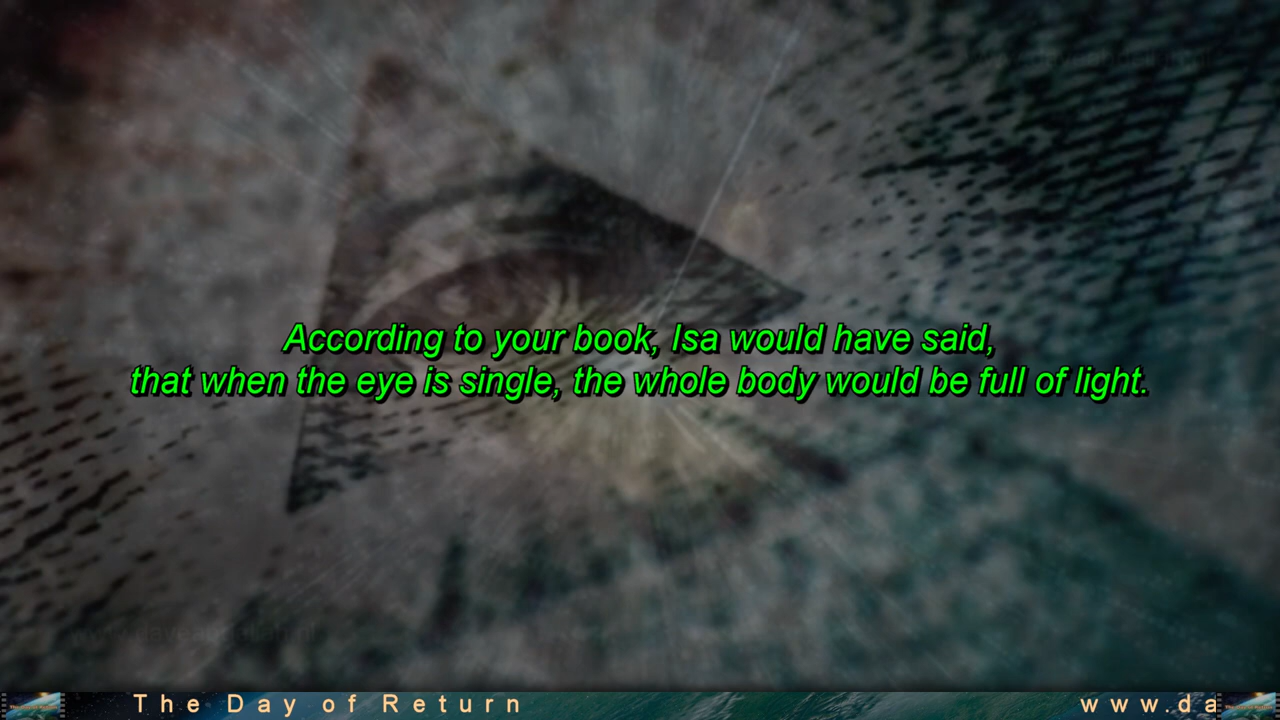 According to your book, Isa would have said,
that when the eye is single, the whole body would be full of light.
The Day of Return
www.da